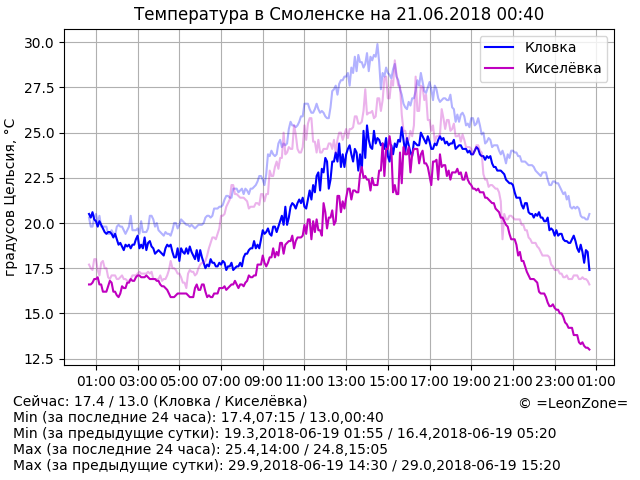 Температура в Смоленске на 21.06.2018 00:40
градусов Цельсия, °C
30.0
27.5
25.0
22.5
20.0
17.5
15.0
12.5
Кловка
Киселёвка
01:00 03:00 05:00 07:00 09:00 11:00 13:00 15:00 17:00 19:00 21:00 23:00 01:00
Сейчас: 17.4 / 13.0 (Кловка / Киселёвка)
© =LeonZone=
Min (за последние 24 часа): 17.4,07:15 / 13.0,00:40
Min (за предыдущие сутки): 19.3,2018-06-19 01:55 / 16.4,2018-06-19 05:20
Max (за последние 24 часа): 25.4,14:00 / 24.8,15:05
Max (за предыдущие сутки): 29.9,2018-06-19 14:30 / 29.0,2018-06-19 15:20